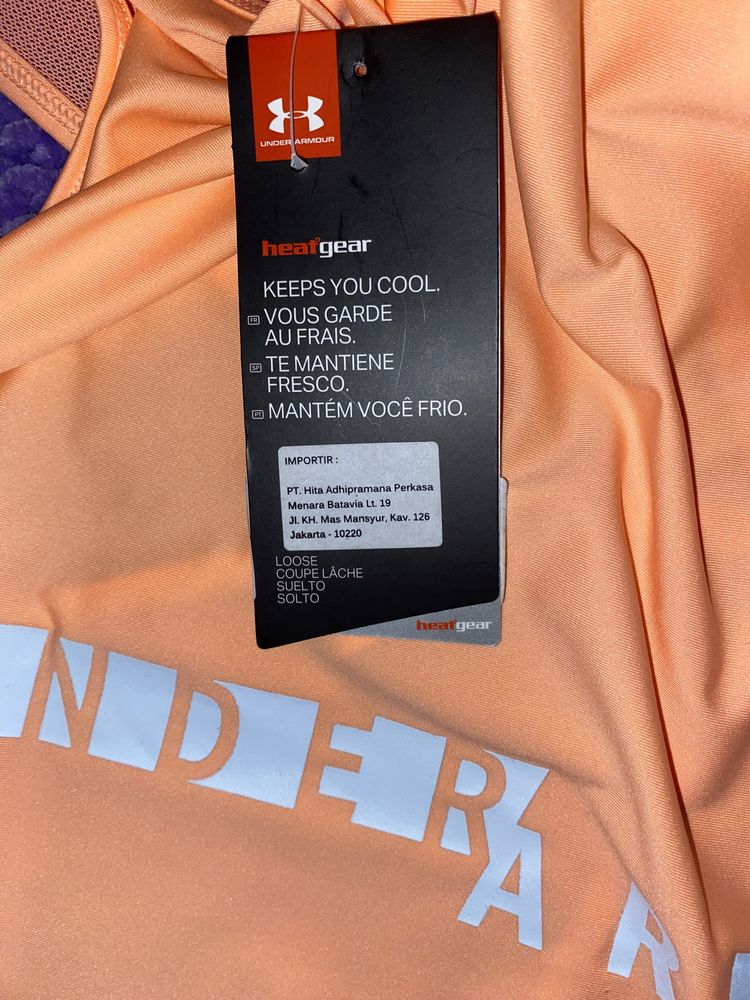 UNDER ARMOUR
heatgear
KEEPS YOU COOL.
FR VOUS GARDE
AU FRAIS.
SP TE MANTIENE
FRESCO.
PT MANTÉM VOCÊ FRIO.
IMPORTIR :
PT. Hita Adhipramana Perkasa
Menara Batavia Lt. 19
Jl. KH. Mas Mansyur, Kav. 126
Jakarta - 10220
LOOSE
COUPE LÂCHE
SUELTO
SOLTO
heatgear
NDER AR